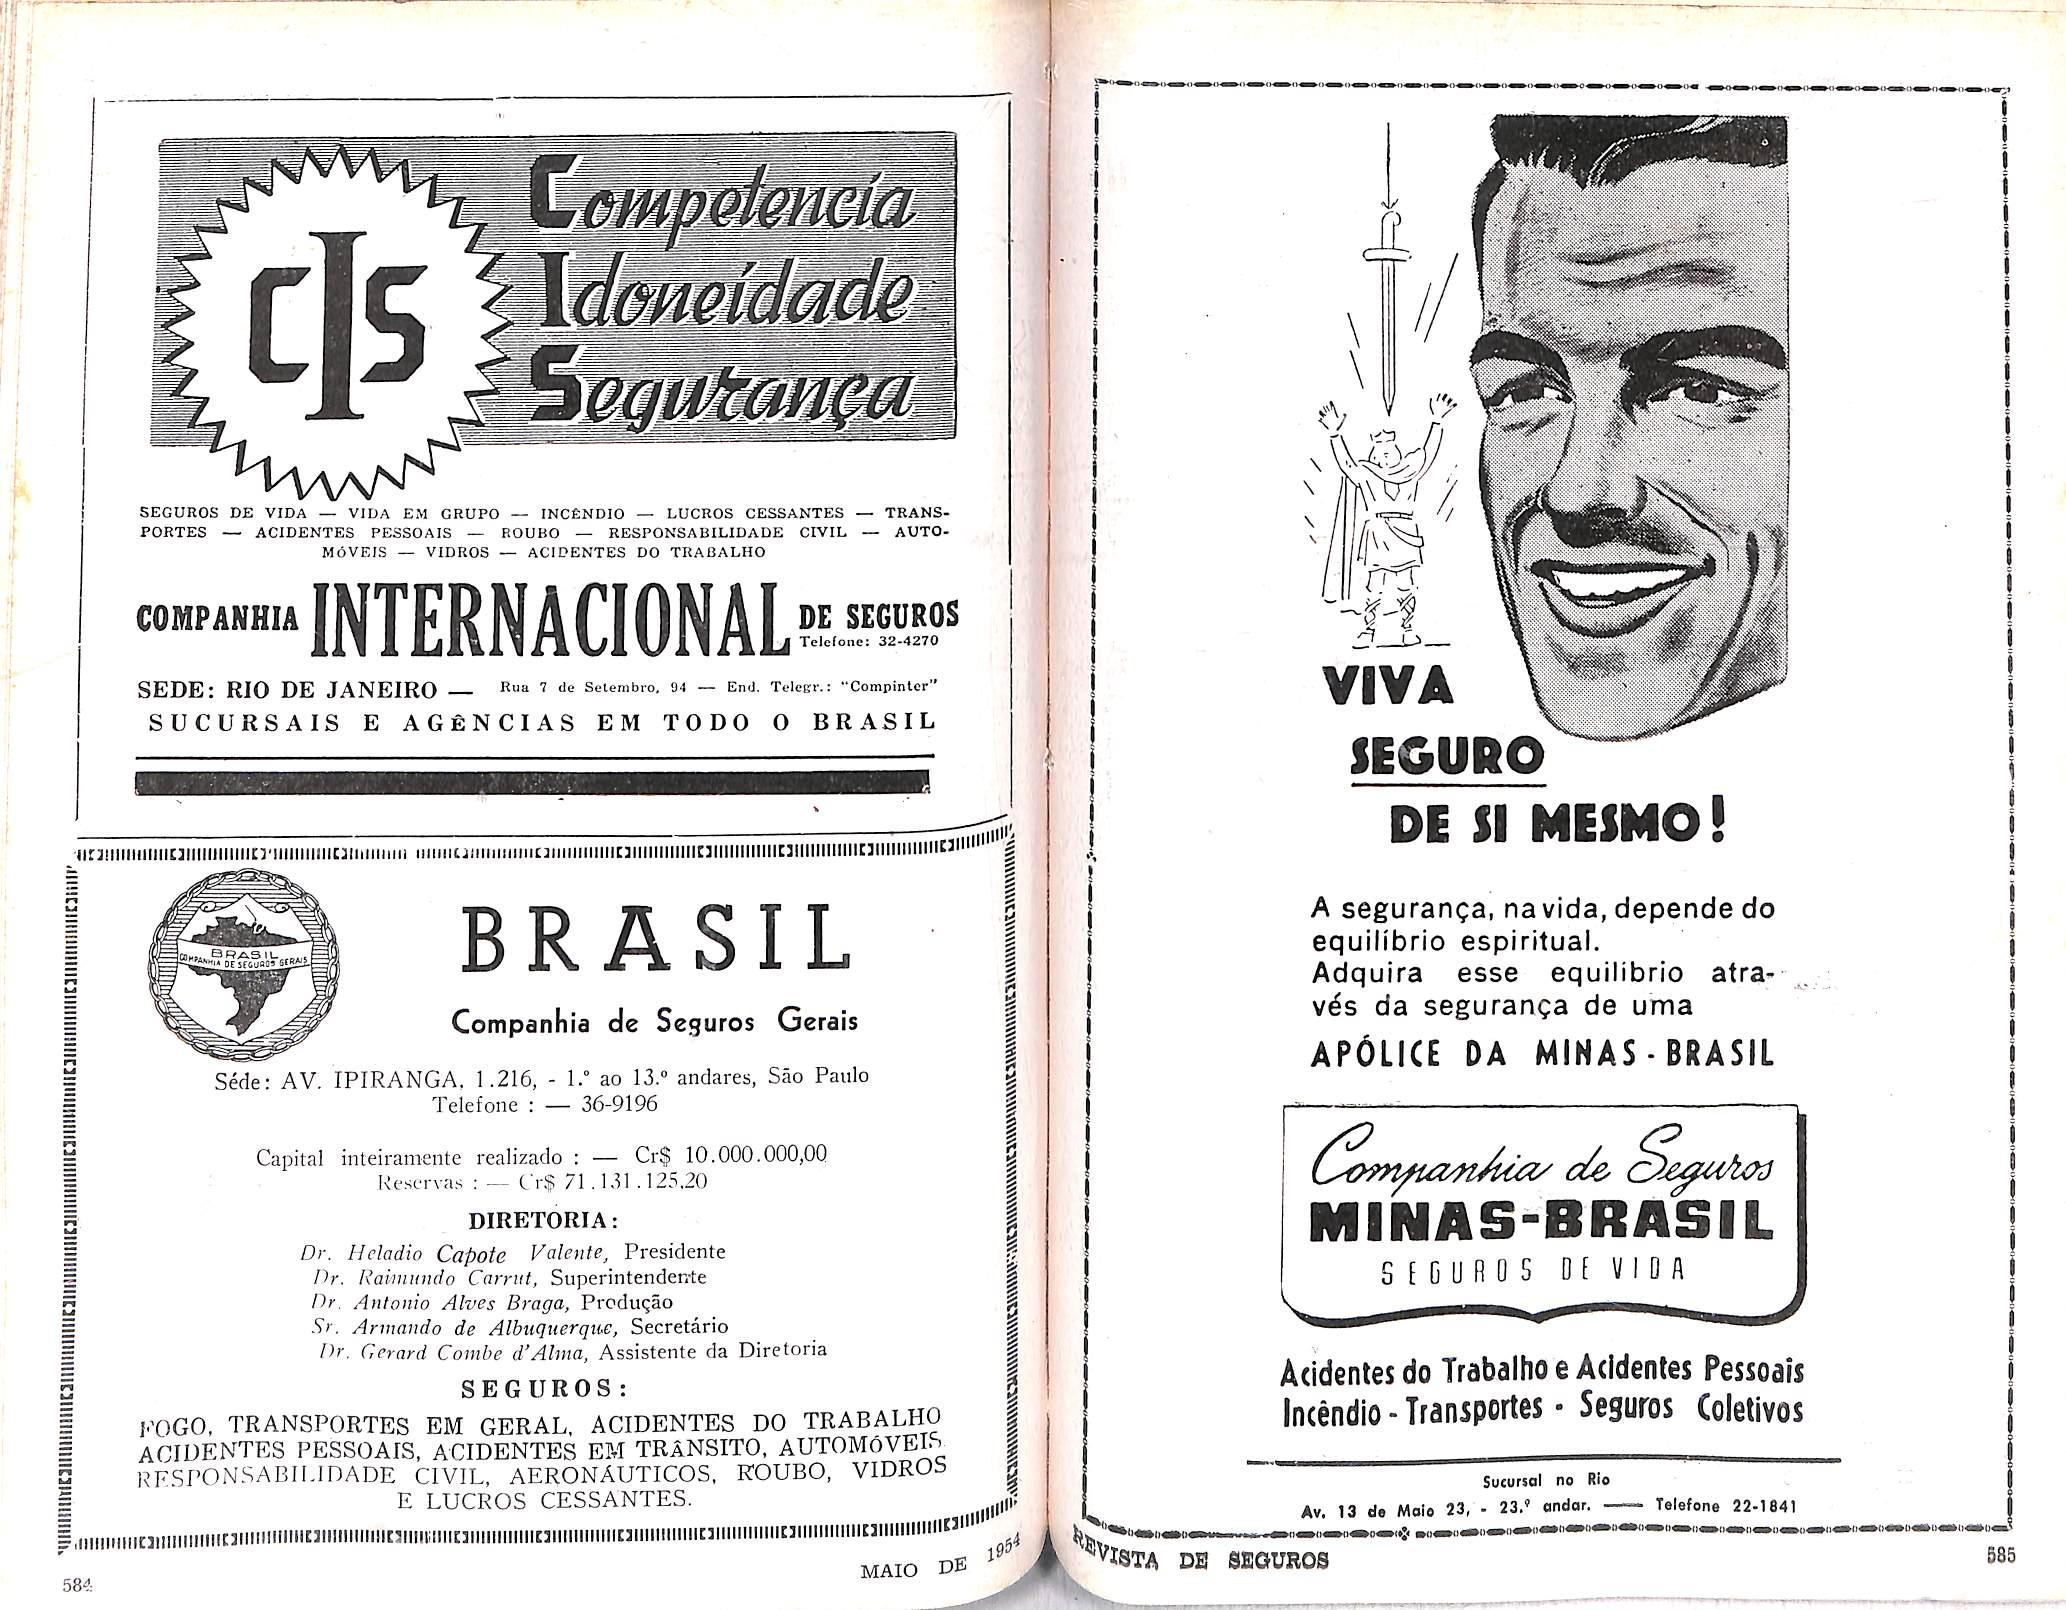 CIS
Competencia
Idoneidade
Segurança
SEGUROS DE VIDA — VIDA EM GRUPO — INCÊNDIO — LUCROS CESSANTES — TRANS-
PORTES — ACIDENTES PESSOAIS — ROUBO — RESPONSABILIDADE CIVIL — AUTO-
MÓVEIS — VIDROS — ACIDENTES DO TRABALHO
COMPANHIA INTERNACIONAL DE SEGUROS
Telefone: 32-4270
SEDE: RIO DE JANEIRO — Rua 7 de Setembro, 94 — End. Telegr.: "Compinter"
SUCURSAIS E AGÊNCIAS EM TODO O BRASIL
BRASIL
COMPANHIA DE SEGUROS GERAIS
BRASIL
Companhia de Seguros Gerais
Séde: AV. IPIRANGA, 1.216, - 1.º ao 13.º andares, São Paulo
Telefone : — 36-9196
Capital inteiramente realizado : — Cr$ 10.000.000,00
Reservas : — Cr$ 71.131.125,20
DIRETORIA:
Dr. Heladio Capote Valente, Presidente
Dr. Raimundo Carrut, Superintendente
Dr. Antonio Alves Braga, Produção
Sr. Armando de Albuquerque, Secretário
Dr. Gerard Combe d'Alma, Assistente da Diretoria
SEGUROS:
FOGO, TRANSPORTES EM GERAL, ACIDENTES DO TRABALHO
ACIDENTES PESSOAIS, ACIDENTES EM TRÂNSITO, AUTOMÓVEIS
RESPONSABILIDADE CIVIL, AERONÁUTICOS, ROUBO, VIDROS
E LUCROS CESSANTES.
584
MAIO DE 1954
VIVA
SEGURO
DE SI MESMO!
A segurança, na vida, depende do
equilíbrio espiritual.
Adquira esse equilibrio atra-
vés da segurança de uma
APÓLICE DA MINAS - BRASIL
Companhia de Seguros
MINAS-BRASIL
SEGUROS DE VIDA
Acidentes do Trabalho e Acidentes Pessoais
Incêndio - Transportes - Seguros Coletivos
Sucursal no Rio
Av. 13 de Maio 23, - 23.º andar. — Telefone 22-1841
REVISTA DE SEGUROS
585